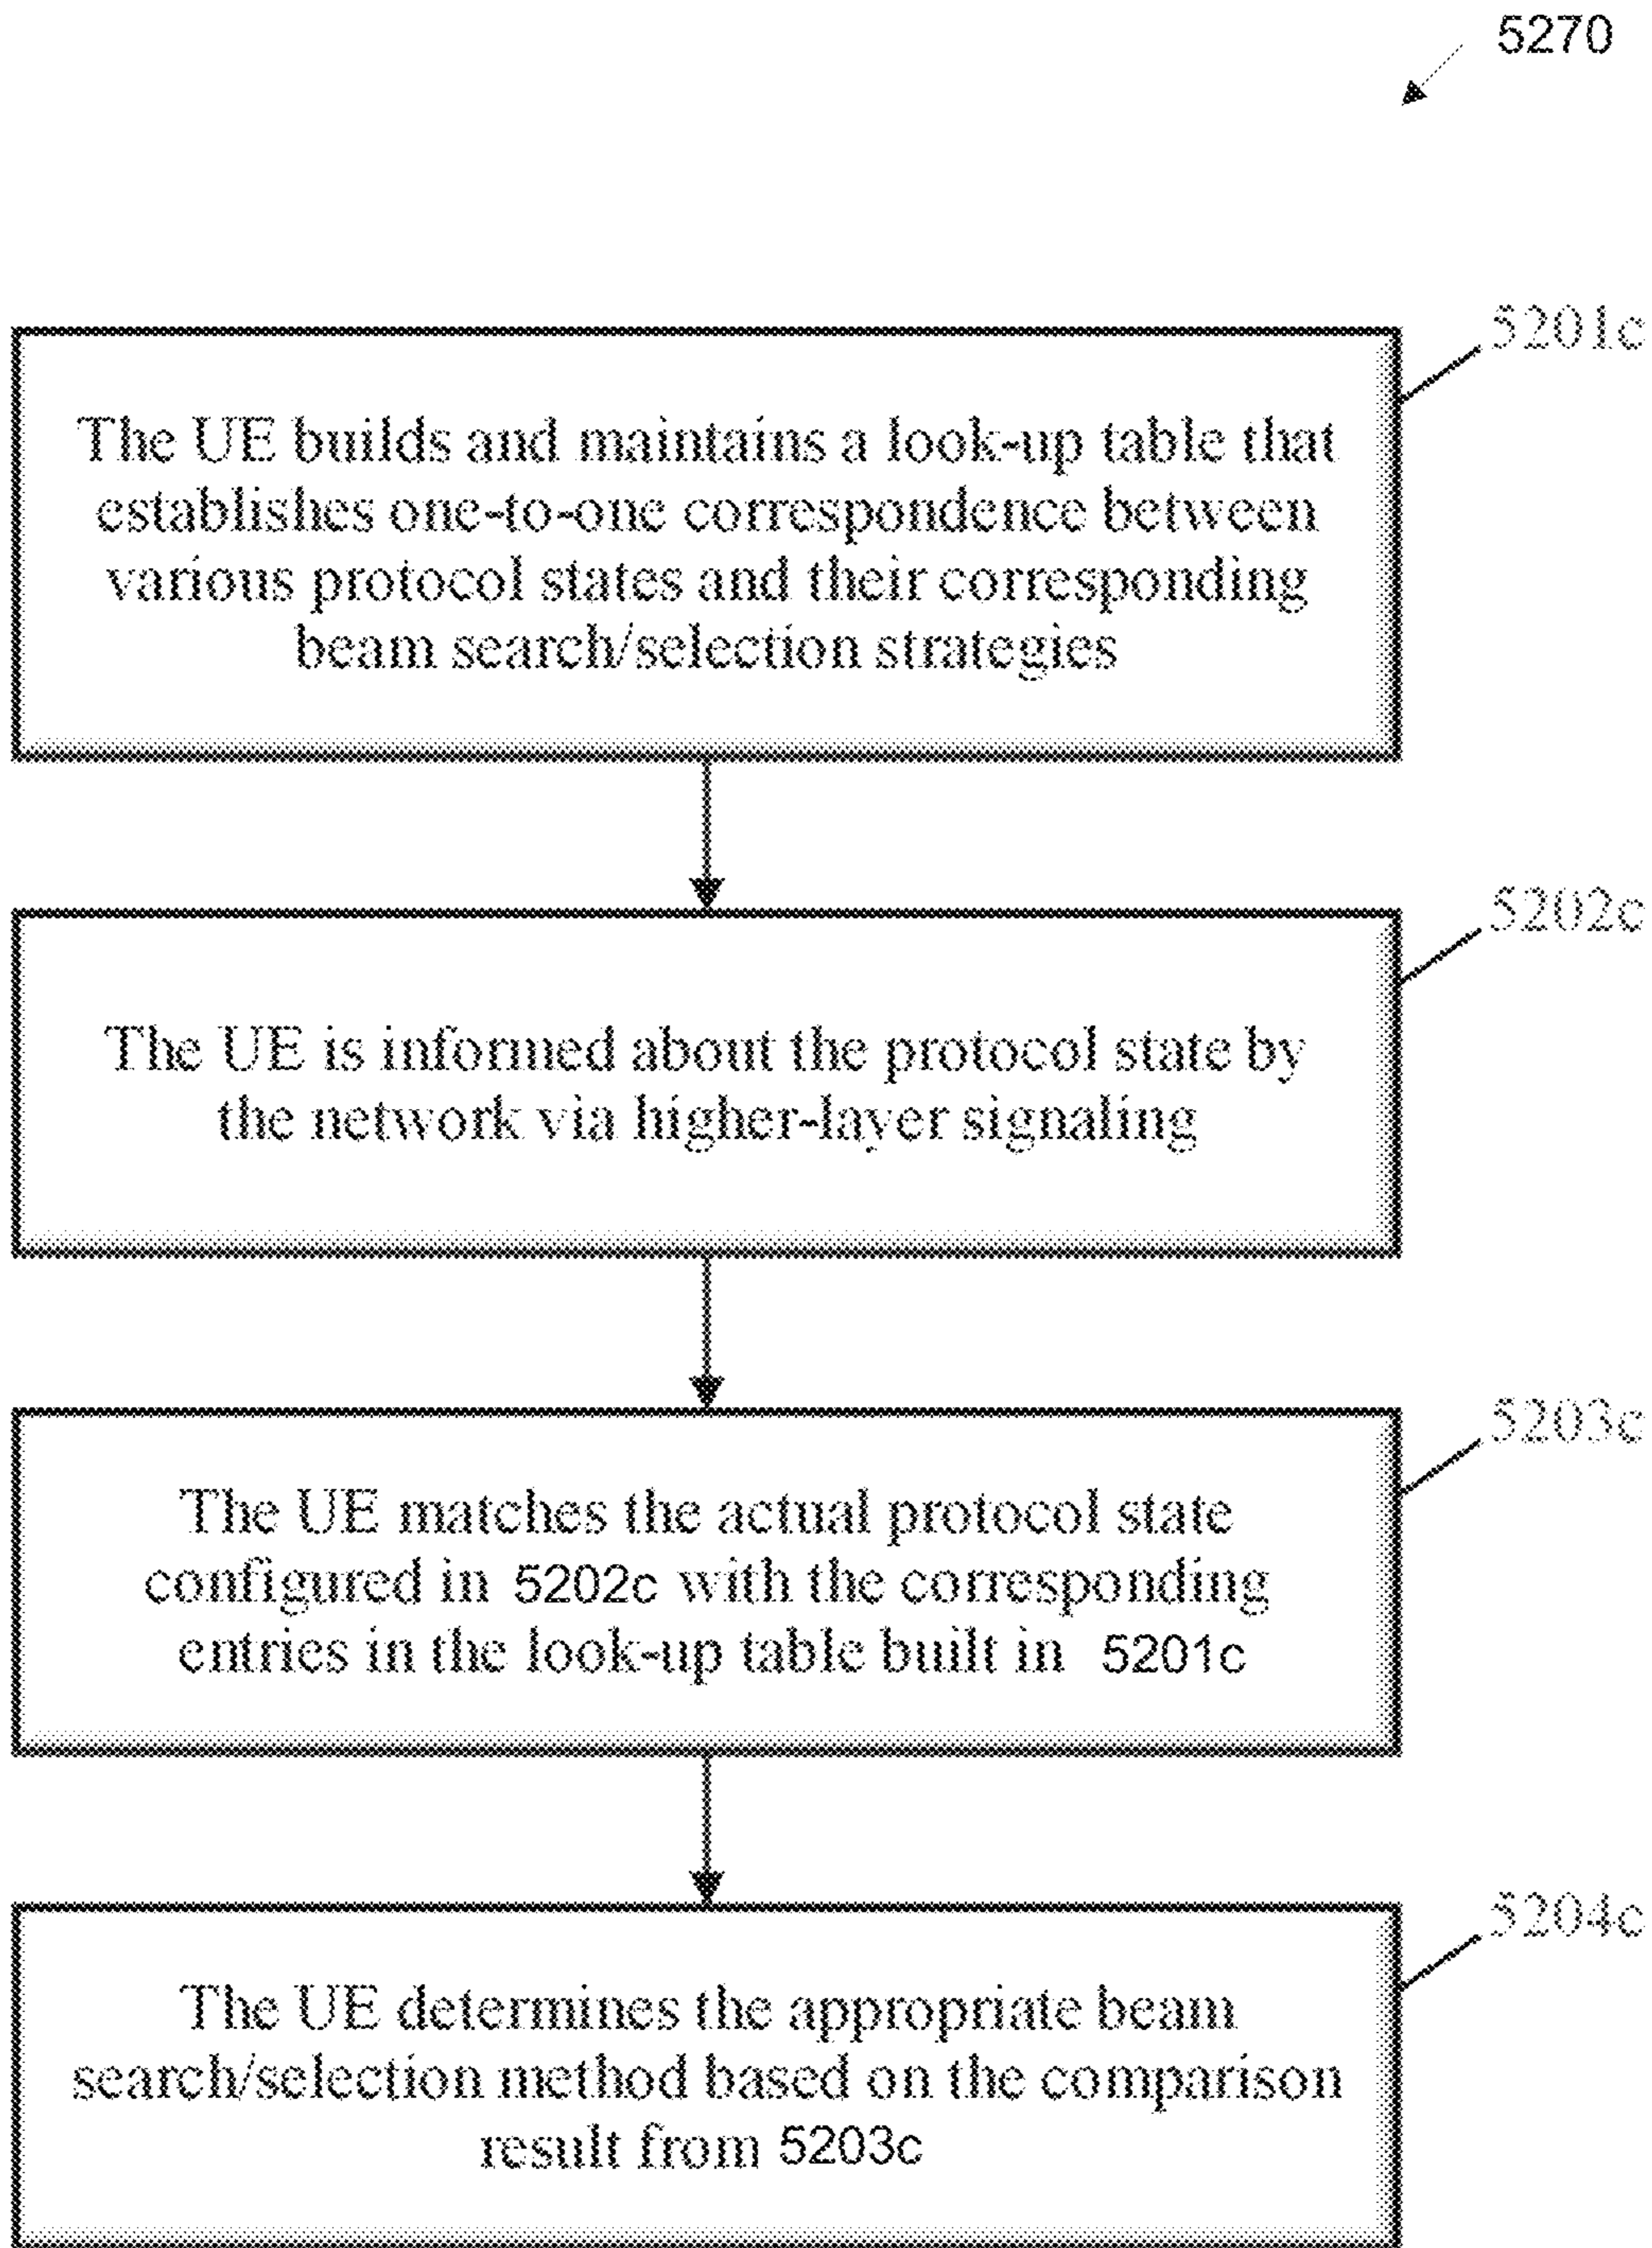 5270
5201c
The UE builds and maintains a look-up table that
establishes one-to-one correspondence between
various protocol states and their corresponding
beam search/selection strategies
5202c
The UE is informed about the protocol state by
the network via higher-layer signaling
5203c
The UE matches the actual protocol state
configured in 5202c with the corresponding
entries in the look-up table built in 5201c
5204c
The UE determines the appropriate beam
search/selection method based on the comparison
result from 5203c